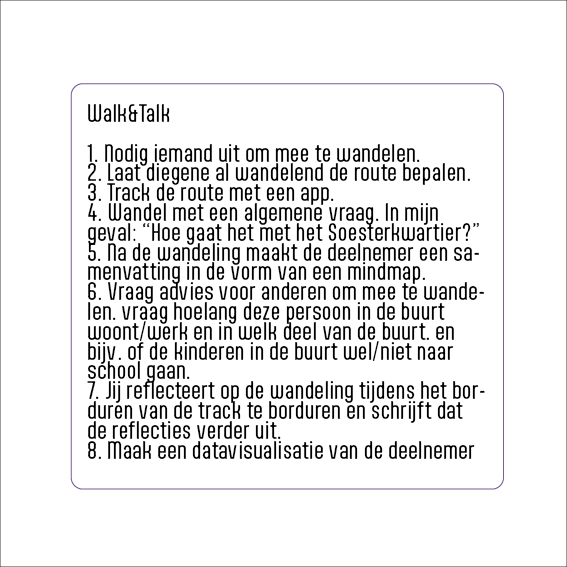 Walk&Talk
1. Nodig iemand uit om mee te wandelen.
2. Laat diegene al wandelend de route bepalen.
3. Track de route met een app.
4. Wandel met een algemene vraag. In mijn
geval: “Hoe gaat het met het Soesterkwartier?”
5. Na de wandeling maakt de deelnemer een sa-
menvatting in de vorm van een mindmap.
6. Vraag advies voor anderen om mee te wande-
len. vraag hoelang deze persoon in de buurt
woont/werk en in welk deel van de buurt. en
bijv. of de kinderen in de buurt wel/niet naar
school gaan.
7. Jij reflecteert op de wandeling tijdens het bor-
duren van de track te borduren en schrijft dat
de reflecties verder uit.
8. Maak een datavisualisatie van de deelnemer